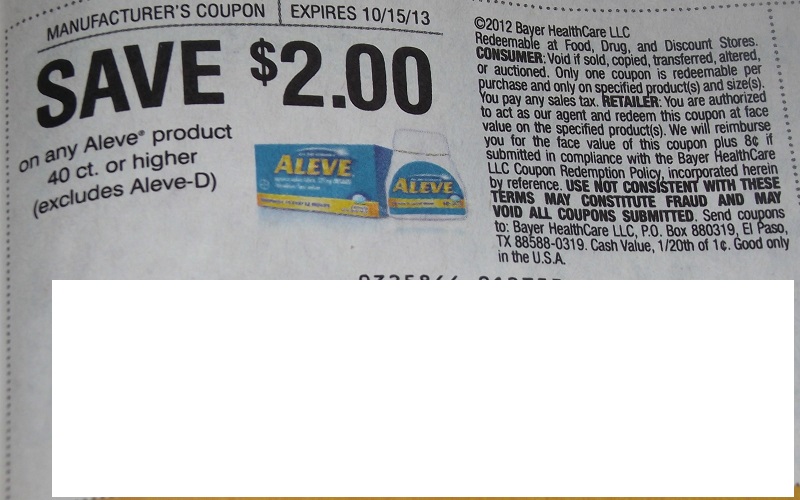 MANUFACTURER'S COUPON | EXPIRES 10/15/13
SAVE $2.00
on any Aleve® product
40 ct. or higher
(excludes Aleve-D)
ALEVE
ALEVE
©2012 Bayer HealthCare LLC
Redeemable at Food, Drug, and Discount Stores.
CONSUMER: Void if sold, copied, transferred, altered,
or auctioned. Only one coupon is redeemable per
purchase and only on specified product(s) and size(s).
You pay any sales tax. RETAILER: You are authorized
to act as our agent and redeem this coupon at face
value on the specified product(s). We will reimburse
you for the face value of this coupon plus 8¢ if
submitted in compliance with the Bayer HealthCare
LLC Coupon Redemption Policy, incorporated herein
by reference. USE NOT CONSISTENT WITH THESE
TERMS MAY CONSTITUTE FRAUD AND MAY
VOID ALL COUPONS SUBMITTED. Send coupons
to: Bayer HealthCare LLC, P.O. Box 880319, El Paso,
TX 88588-0319. Cash Value, 1/20th of 1¢. Good only
in the U.S.A.